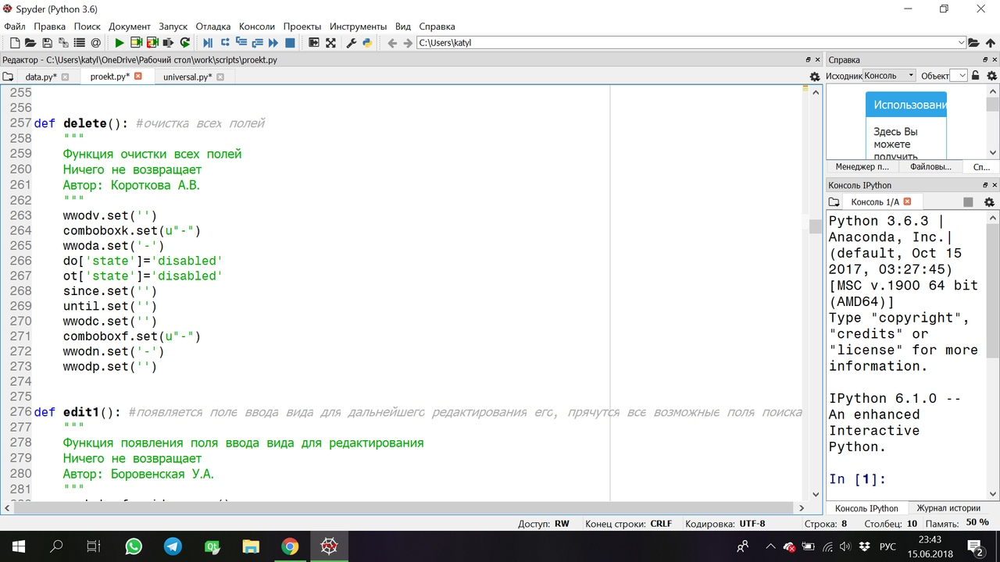 Spyder (Python 3.6)
Файл Правка Поиск Документ Запуск Отладка Консоли Проекты Инструменты Вид Справка
C:\Users\katyl
Редактор - C:\Users\katyl\OneDrive\Рабочий стол\work\scripts\proekt.py
data.py* proekt.py* universal.py*
255
256
257 def delete(): #очистка всех полей
258 """
259 Функция очистки всех полей
260 Ничего не возвращает
261 Автор: Короткова А.В.
262 """
263 wwodv.set('')
264 comboboxk.set(u"-")
265 wwoda.set('-')
266 do['state']='disabled'
267 ot['state']='disabled'
268 since.set('')
269 until.set('')
270 wwodc.set('')
271 comboboxf.set(u"-")
272 wwodn.set('-')
273 wwodp.set('')
274
275
276 def edit1(): #появляется поле ввода вида для дальнейшего редактирования его, прячутся все возможные поля поиска
277 """
278 Функция появления поля ввода вида для редактирования
279 Ничего не возвращает
280 Автор: Боровенская У.А.
281 """
Справка
Исходник Консоль Объект
Использовани
Здесь Вы
можете
получить
Менеджер п... Файловы... Сп...
Консоль IPython
Консоль 1/A
Python 3.6.3 |
Anaconda, Inc.|
(default, Oct 15
2017, 03:27:45)
[MSC v.1900 64 bit
(AMD64)]
Type "copyright",
"credits" or
"license" for more
information.
IPython 6.1.0 --
An enhanced
Interactive
Python.
In [1]:
Консоль IPython Журнал истории
Доступ: RW Конец строки: CRLF Кодировка: UTF-8 Строка: 8 Столбец: 10 Память: 50 %
РУС
23:43
15.06.2018
2